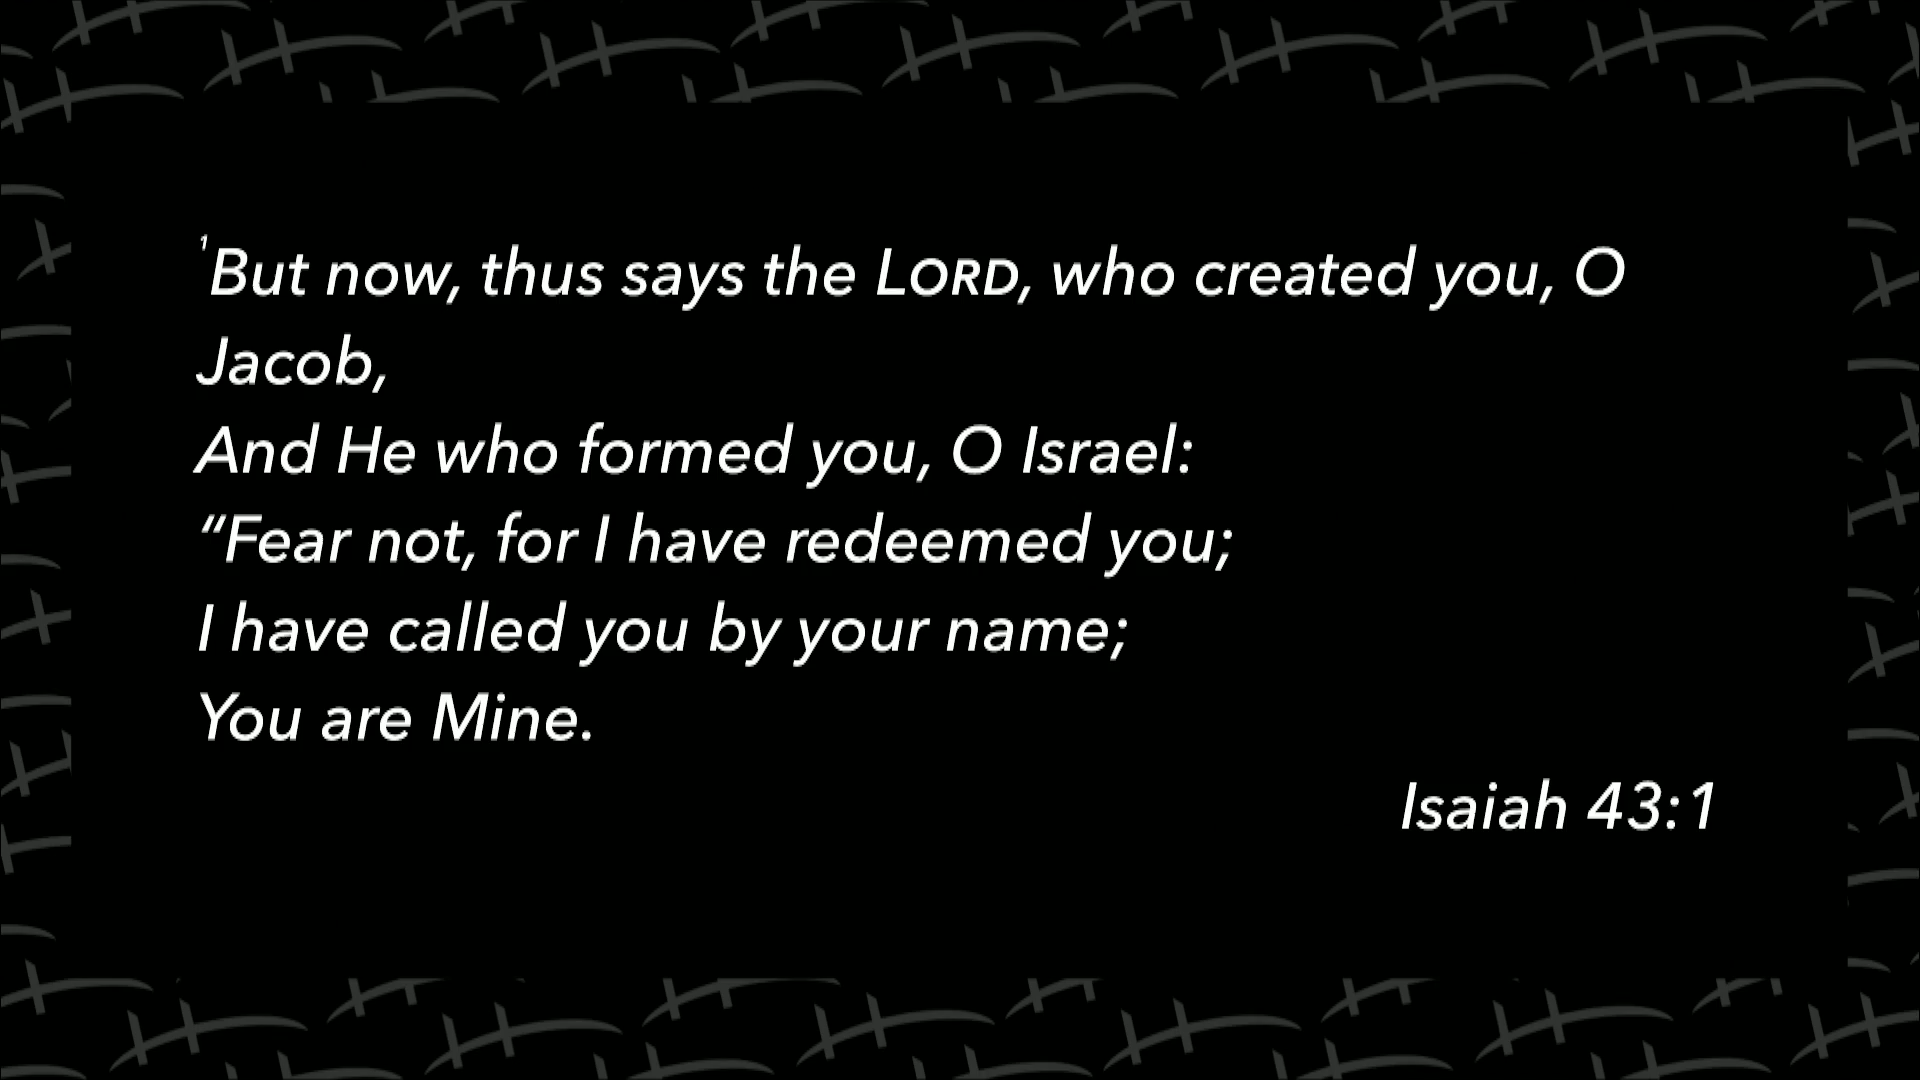 ¹But now, thus says the LORD, who created you, O
Jacob,
And He who formed you, O Israel:
“Fear not, for I have redeemed you;
I have called you by your name;
You are Mine.
Isaiah 43:1